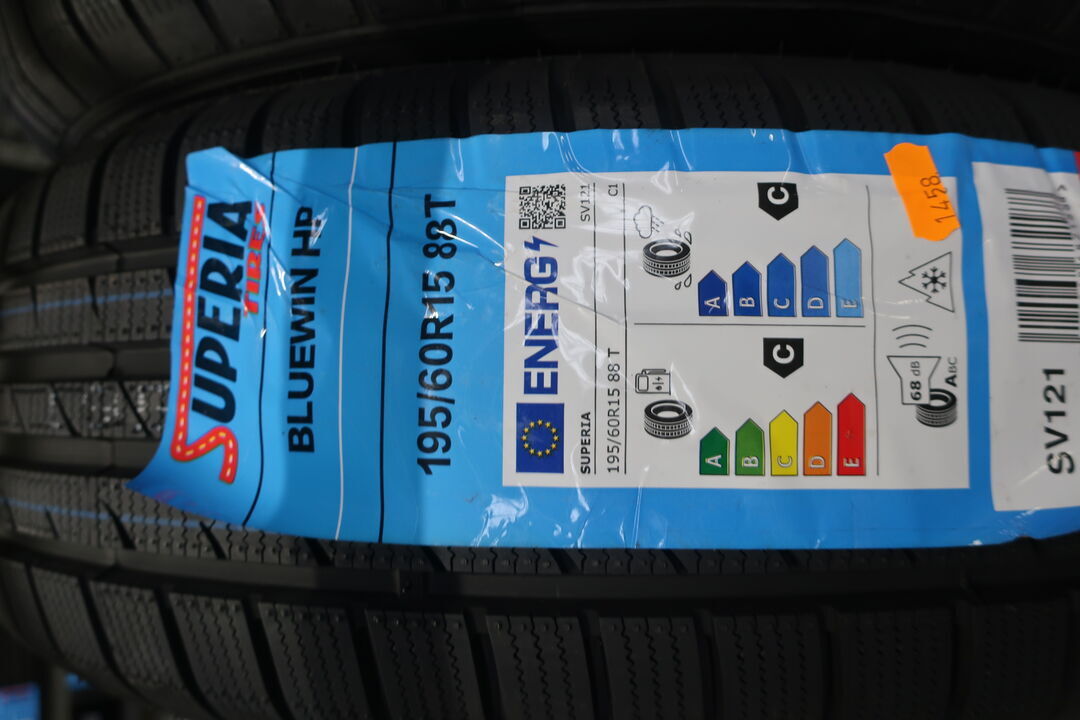 SUPERIA
TIRES
BLUEWIN HP
195/60R15 88T
ENERG
SUPERIA
SV121
195/60R15 88 T
C1
C
A
B
C
D
E
C
A
B
C
D
E
68 dB
ABC
1458
SV121